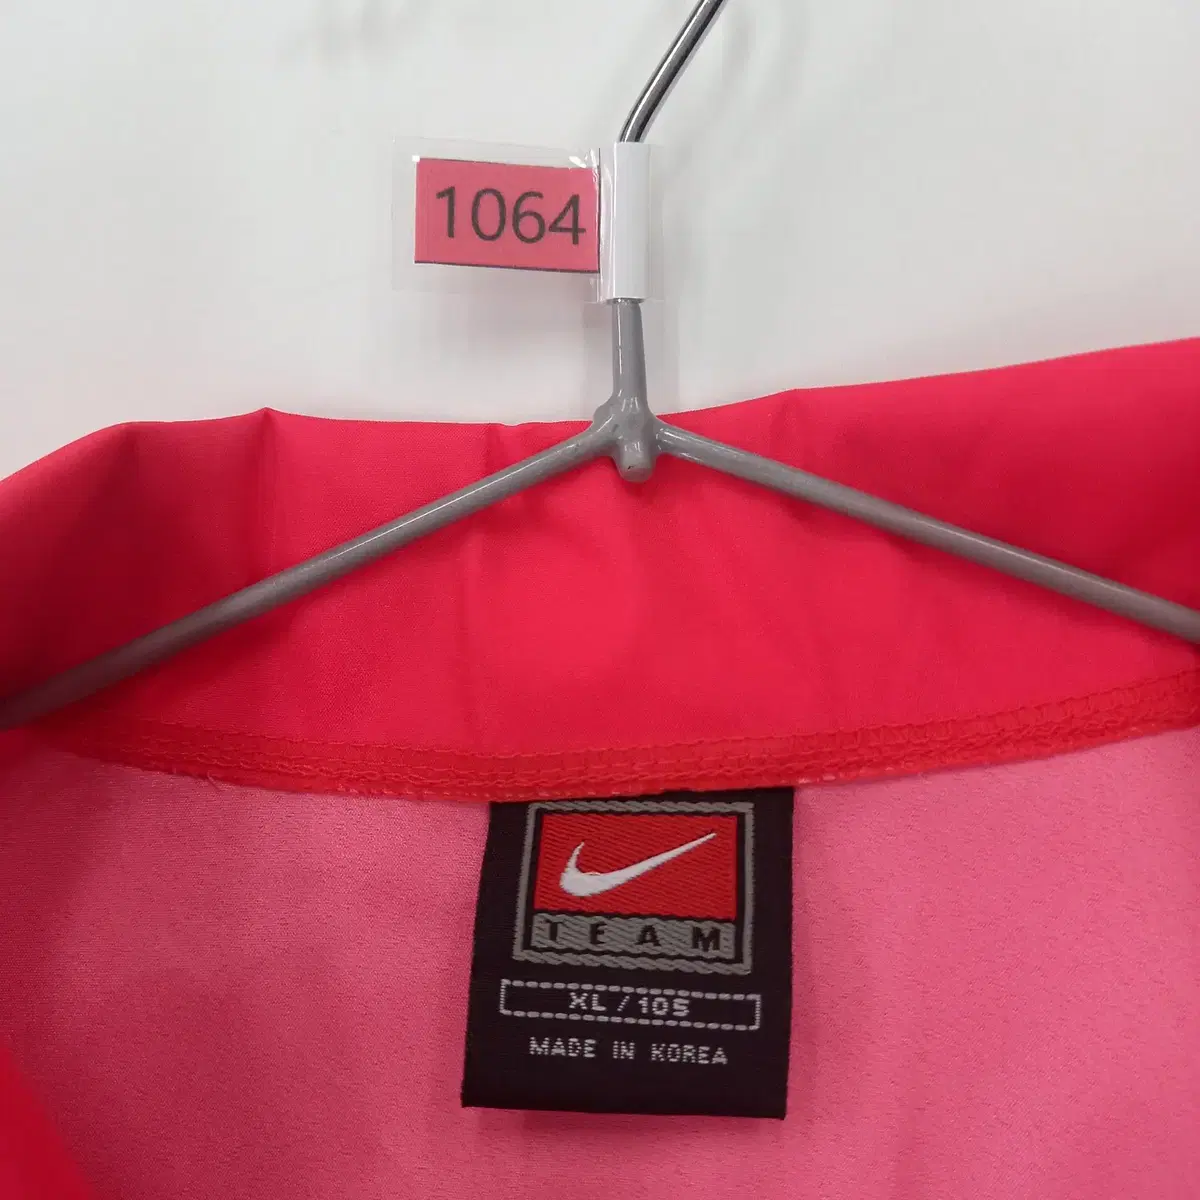 1064
TEAM
XL / 105
MADE IN KOREA